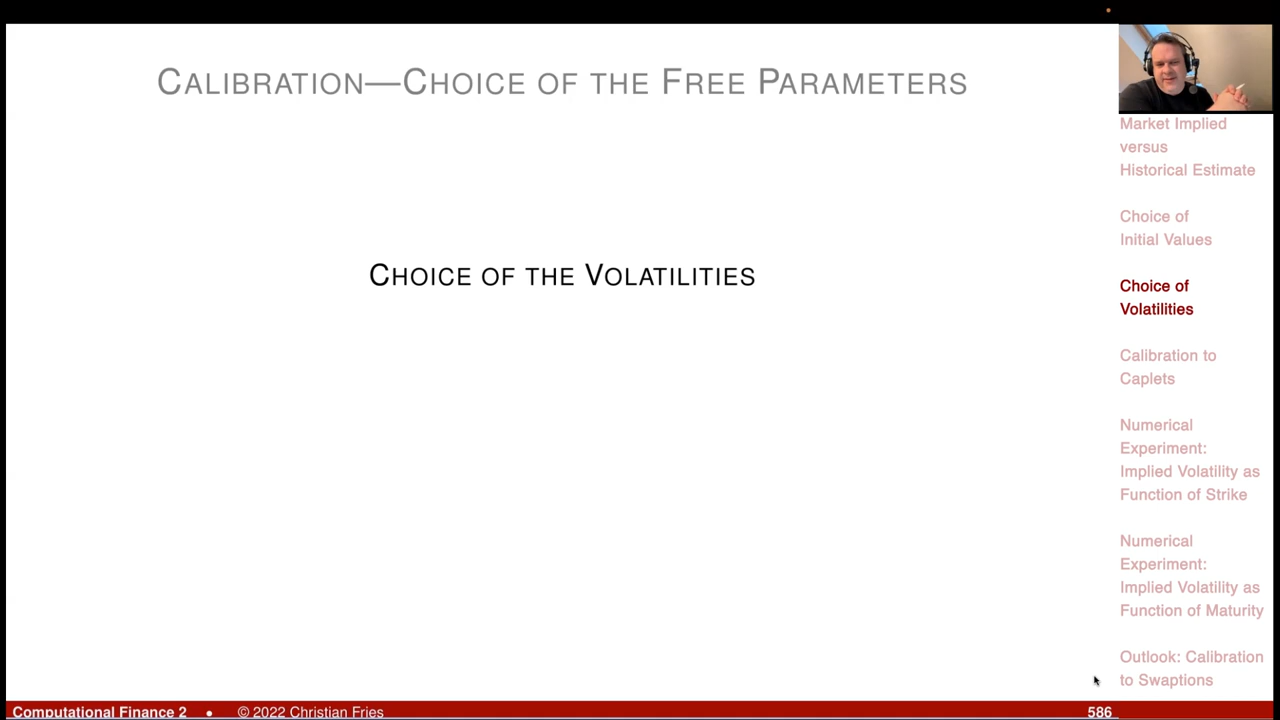 CALIBRATION—CHOICE OF THE FREE PARAMETERS
CHOICE OF THE VOLATILITIES
Market Implied
versus
Historical Estimate
Choice of
Initial Values
Choice of
Volatilities
Calibration to
Caplets
Numerical
Experiment:
Implied Volatility as
Function of Strike
Numerical
Experiment:
Implied Volatility as
Function of Maturity
Outlook: Calibration
to Swaptions
Computational Finance 2 • © 2022 Christian Fries 586